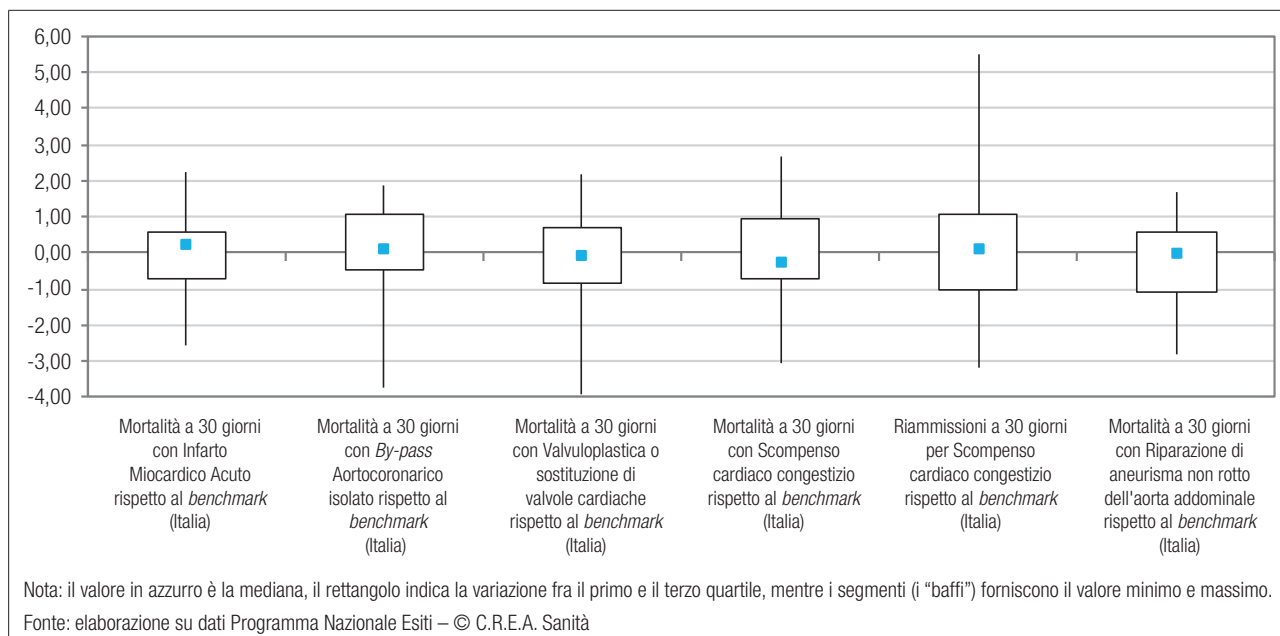 6,00
5,00
4,00
3,00
2,00
1,00
0,00
-1,00
-2,00
-3,00
-4,00
Mortalità a 30 giorni
con Infarto
Miocardico Acuto
rispetto al benchmark
(Italia)
Mortalità a 30 giorni
con By-pass
Aortocoronarico
isolato rispetto al
benchmark
(Italia)
Mortalità a 30 giorni
con Valvuloplastica o
sostituzione di
valvole cardiache
rispetto al benchmark
(Italia)
Mortalità a 30 giorni
con Scompenso
cardiaco congestizio
rispetto al benchmark
(Italia)
Riammissioni a 30 giorni
per Scompenso
cardiaco congestizio
rispetto al benchmark
(Italia)
Mortalità a 30 giorni
con Riparazione di
aneurisma non rotto
dell'aorta addominale
rispetto al benchmark
(Italia)
Nota: il valore in azzurro è la mediana, il rettangolo indica la variazione fra il primo e il terzo quartile, mentre i segmenti (i “baffi”) forniscono il valore minimo e massimo.
Fonte: elaborazione su dati Programma Nazionale Esiti – © C.R.E.A. Sanità